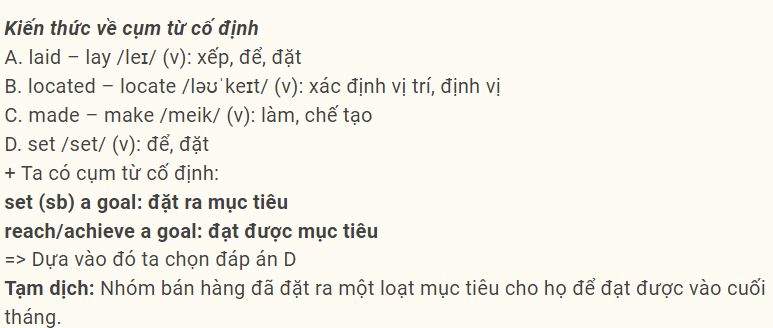 Kiến thức về cụm từ cố định
A. laid – lay /leɪ/ (v): xếp, để, đặt
B. located – locate /ləʊˈkeɪt/ (v): xác định vị trí, định vị
C. made – make /meik/ (v): làm, chế tạo
D. set /set/ (v): để, đặt
+ Ta có cụm từ cố định:
set (sb) a goal: đặt ra mục tiêu
reach/achieve a goal: đạt được mục tiêu
=> Dựa vào đó ta chọn đáp án D
Tạm dịch: Nhóm bán hàng đã đặt ra một loạt mục tiêu cho họ để đạt được vào cuối
tháng.